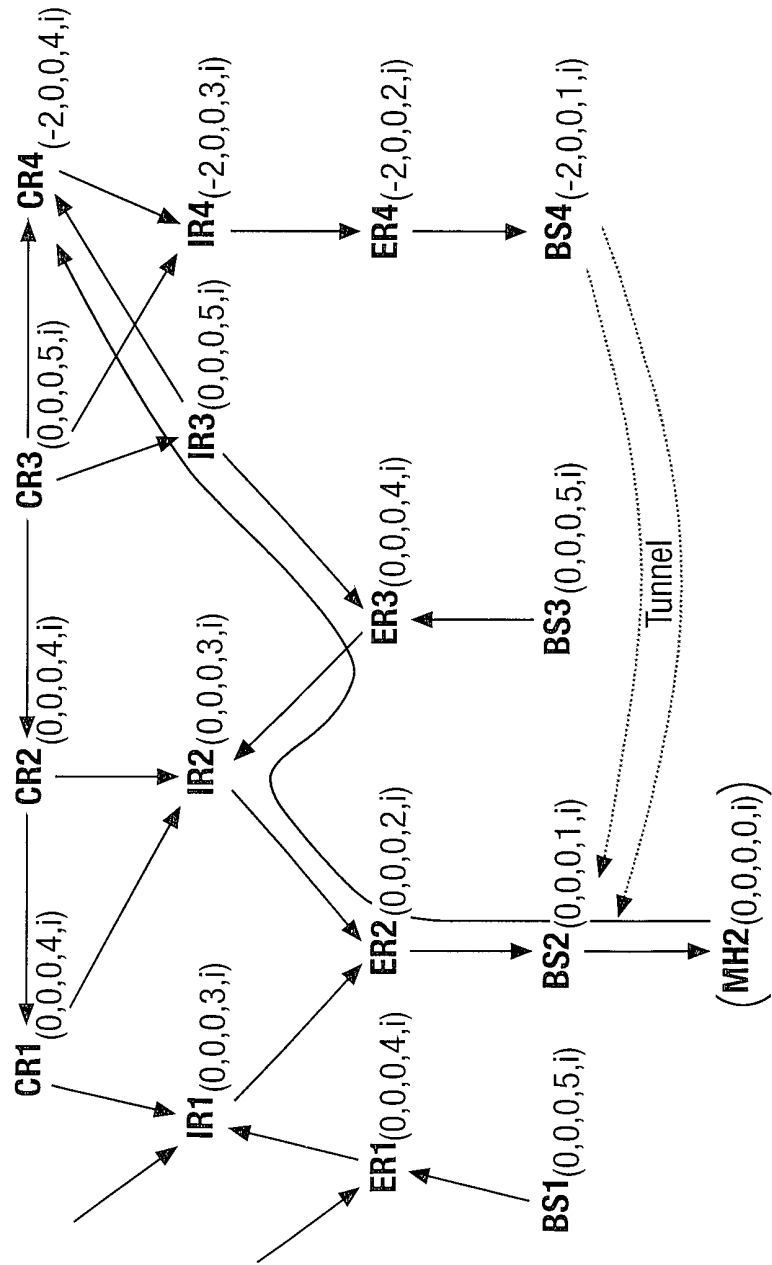 CR1(0,0,0,4,i)
CR2(0,0,0,4,i)
CR3(0,0,0,5,i)
CR4(-2,0,0,4,i)
IR1(0,0,0,3,i)
IR2(0,0,0,3,i)
IR3(0,0,0,5,i)
IR4(-2,0,0,3,i)
ER1(0,0,0,4,i)
ER2(0,0,0,2,i)
ER3(0,0,0,4,i)
ER4(-2,0,0,2,i)
BS1(0,0,0,5,i)
BS2(0,0,0,1,i)
BS3(0,0,0,5,i)
BS4(-2,0,0,1,i)
Tunnel
(MH2(0,0,0,0,i))